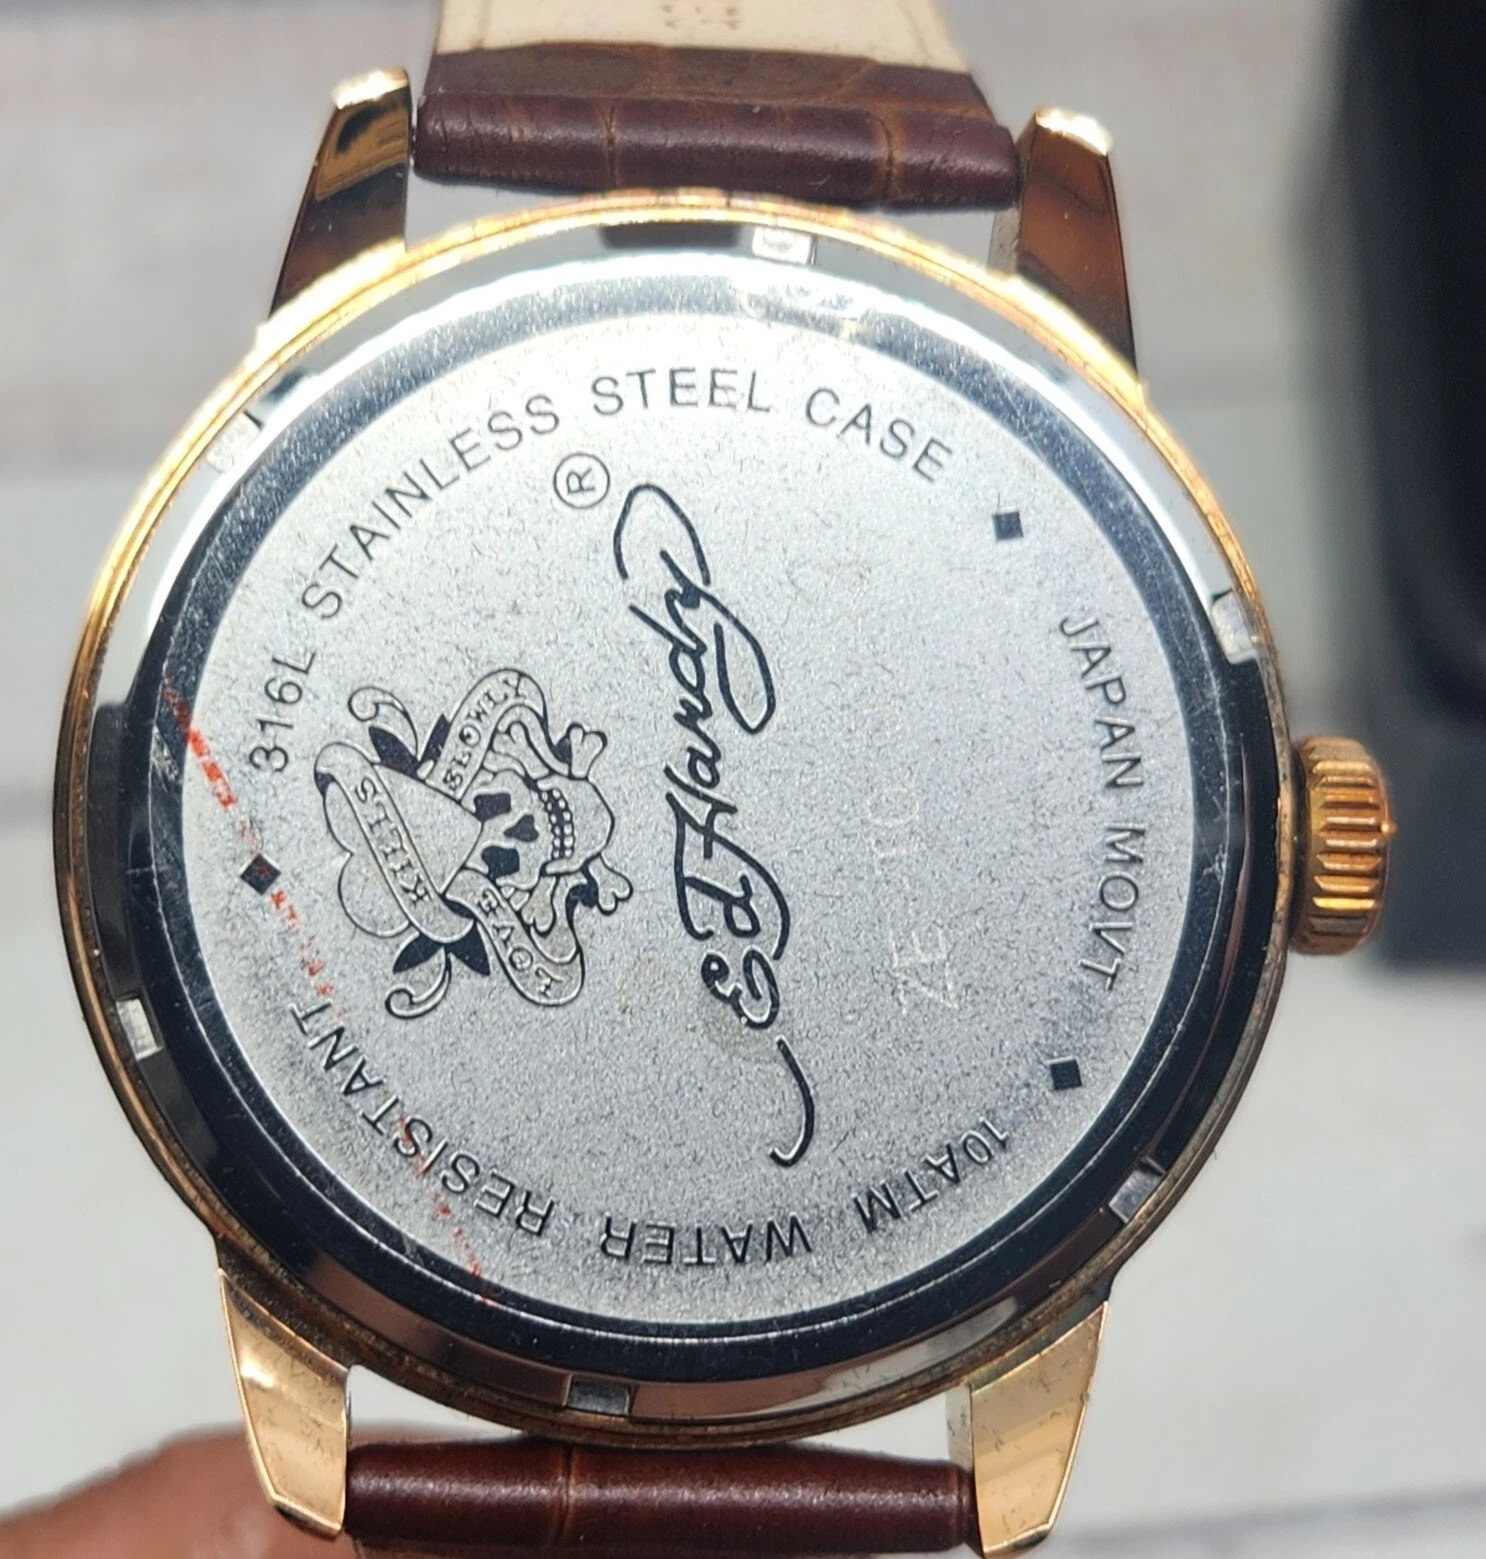 316L STAINLESS STEEL CASE
JAPAN MOVT
10ATM WATER RESISTANT
Ed Hardy ®
LOVE
KILLS
SLOWLY